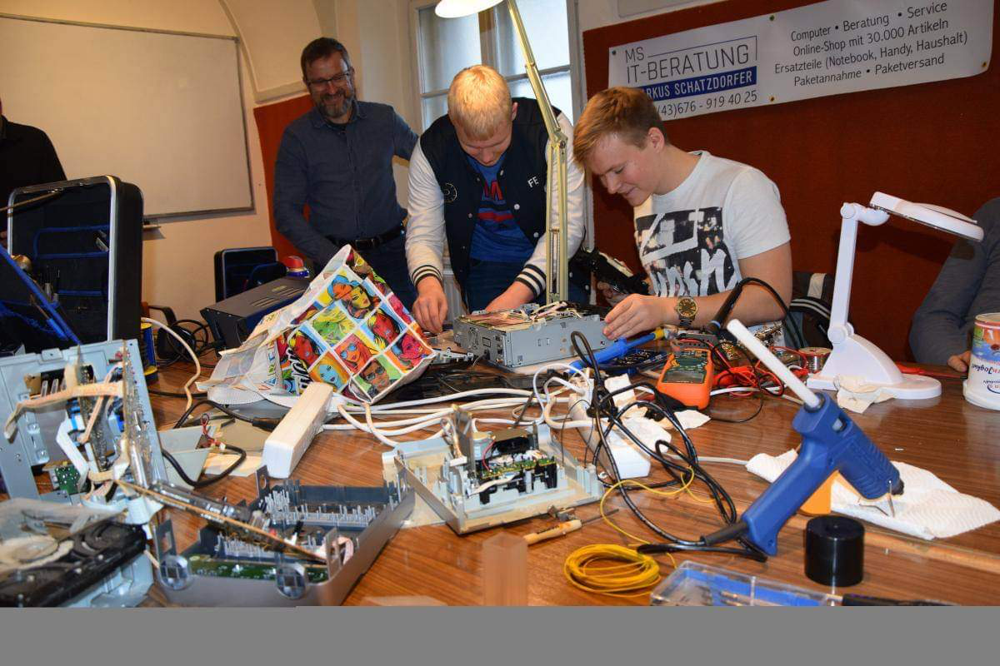 MS
IT-BERATUNG
ARKUS SCHATZDORFER
(43)676 - 919 40 25
Computer • Beratung • Service
Online-Shop mit 30.000 Artikeln
Ersatzteile (Notebook, Handy, Haushalt)
Paketannahme • Paketversand
FE